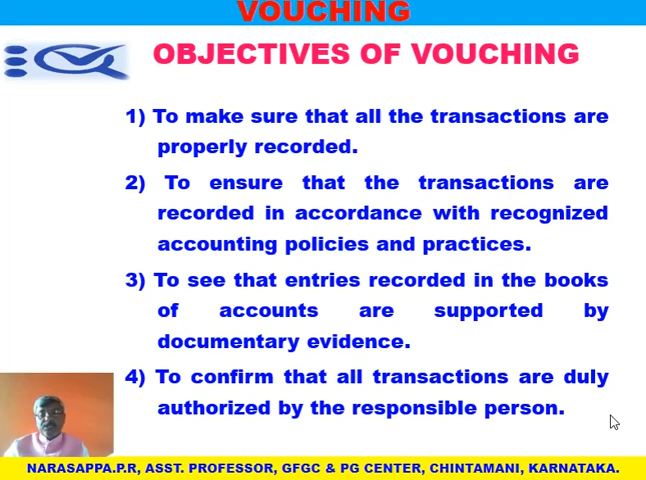 VOUCHING
OBJECTIVES OF VOUCHING
1) To make sure that all the transactions are
properly recorded.
2) To ensure that the transactions are
recorded in accordance with recognized
accounting policies and practices.
3) To see that entries recorded in the books
of accounts are supported by
documentary evidence.
4) To confirm that all transactions are duly
authorized by the responsible person.
NARASAPPA.P.R, ASST. PROFESSOR, GFGC & PG CENTER, CHINTAMANI, KARNATAKA.